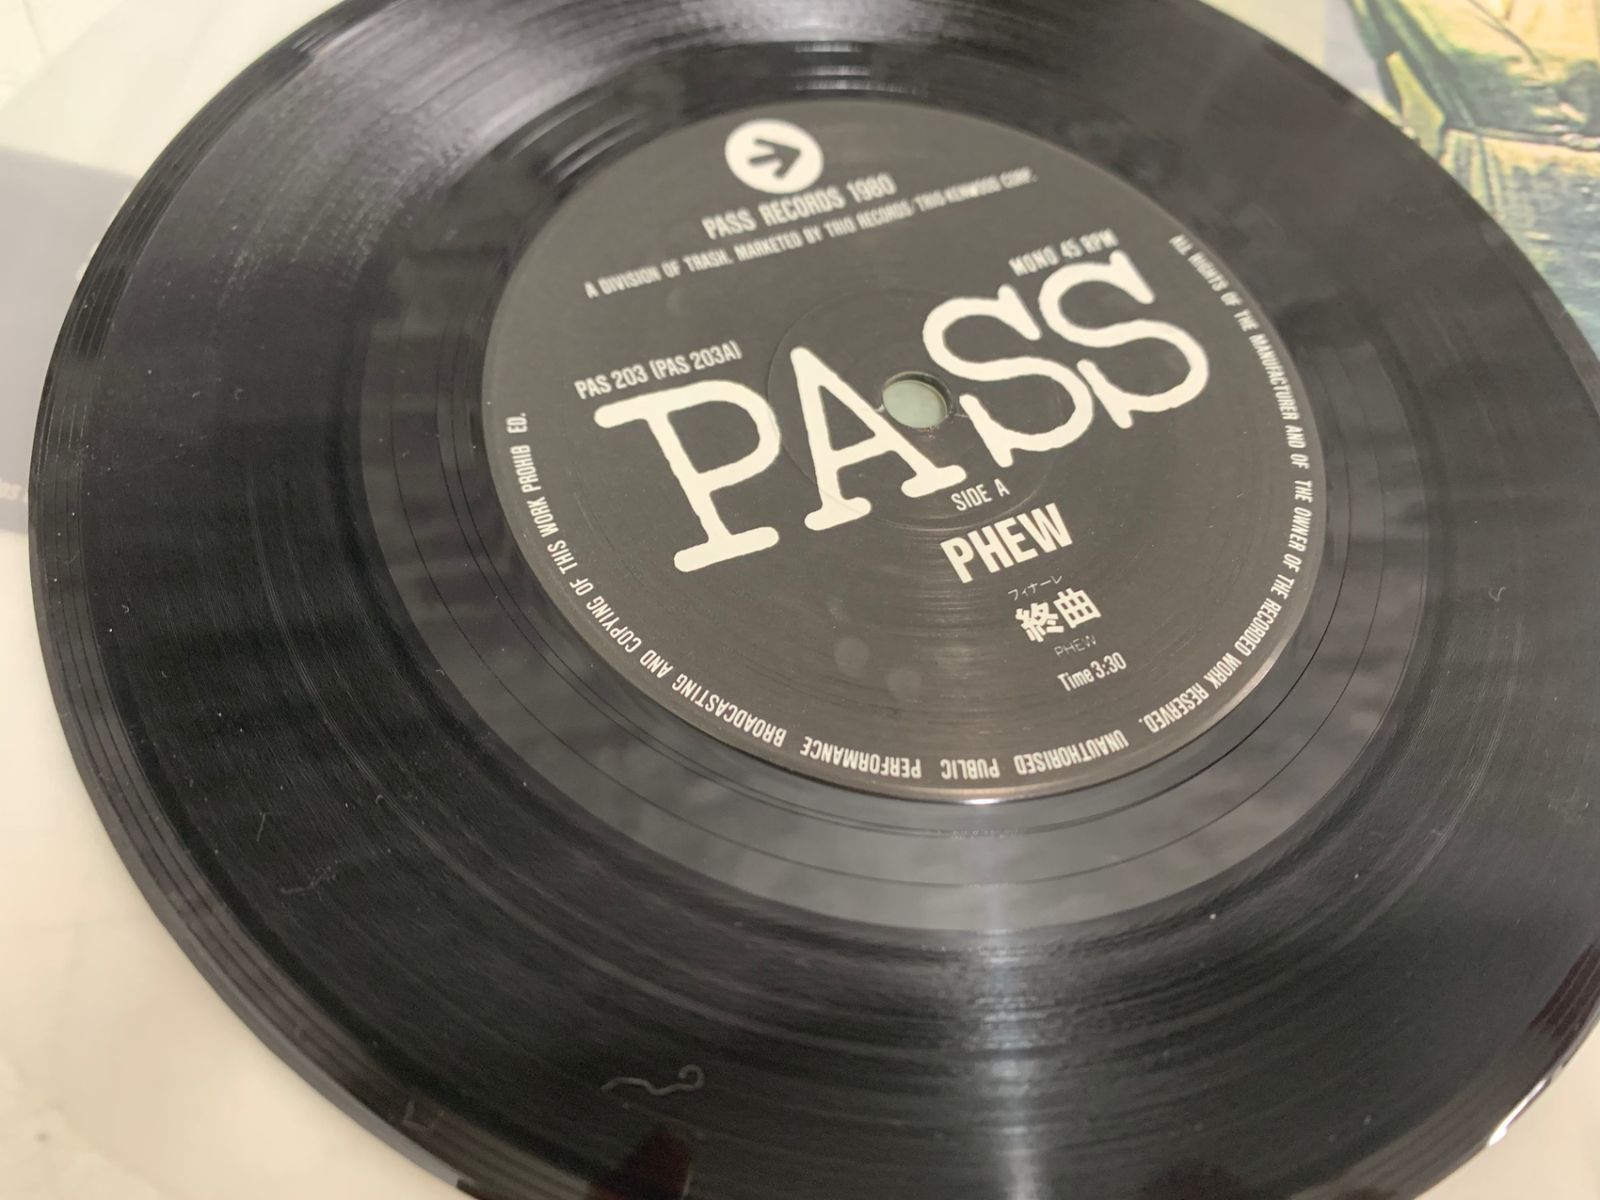 PASS RECORDS 1980
A DIVISION OF TRASH. MARKETED BY TRIO RECORDS/TRIO-KENWOOD CORP.
MONO 45 RPM
PAS 203 (PAS 203A)
PASS
SIDE A
PHEW
フィナーレ
終曲
PHEW
Time 3:30
ALL RIGHTS OF THE MANUFACTURER AND OF THE OWNER OF THE RECORDED WORK RESERVED. UNAUTHORISED PUBLIC PERFORMANCE BROADCASTING AND COPYING OF THIS WORK PROHIB ED.